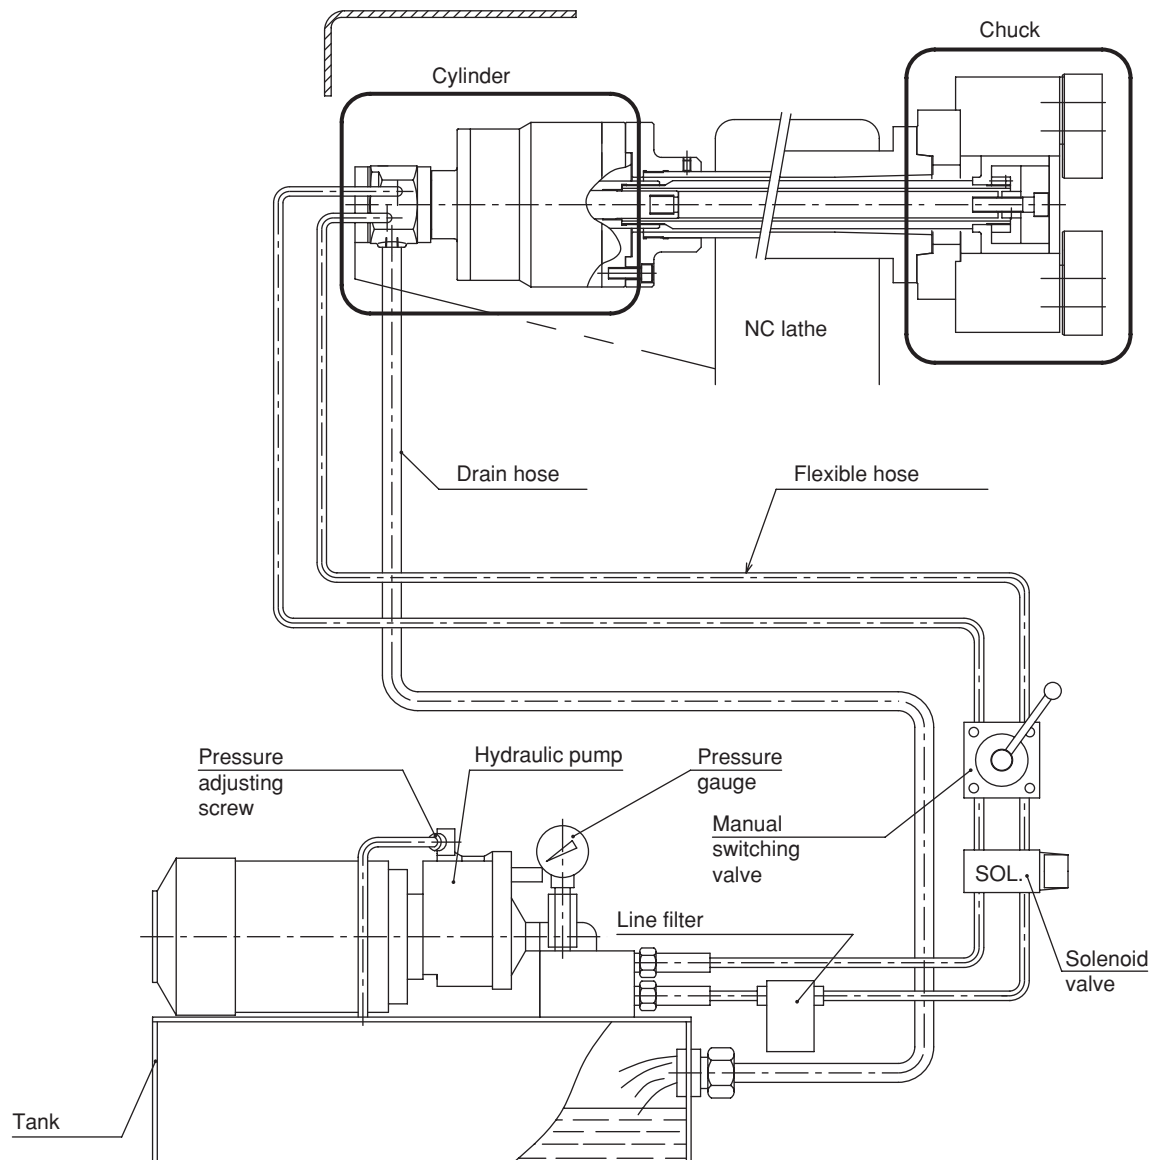 Chuck
Cylinder
NC lathe
Drain hose
Flexible hose
Pressure
adjusting
screw
Hydraulic pump
Pressure
gauge
Manual
switching
valve
SOL.
Line filter
Solenoid
valve
Tank